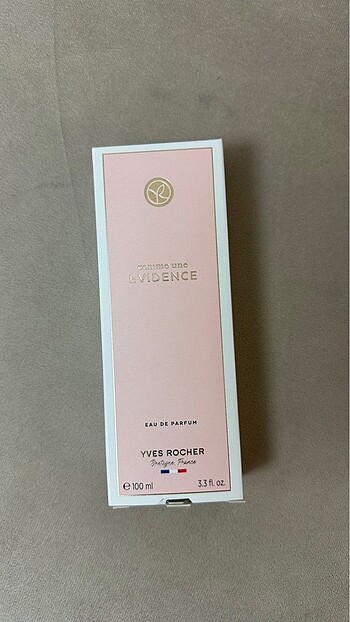 comme une
EVIDENCE
EAU DE PARFUM
YVES ROCHER
Bretagne, France
℮ 100 ml 3.3 fl. oz.